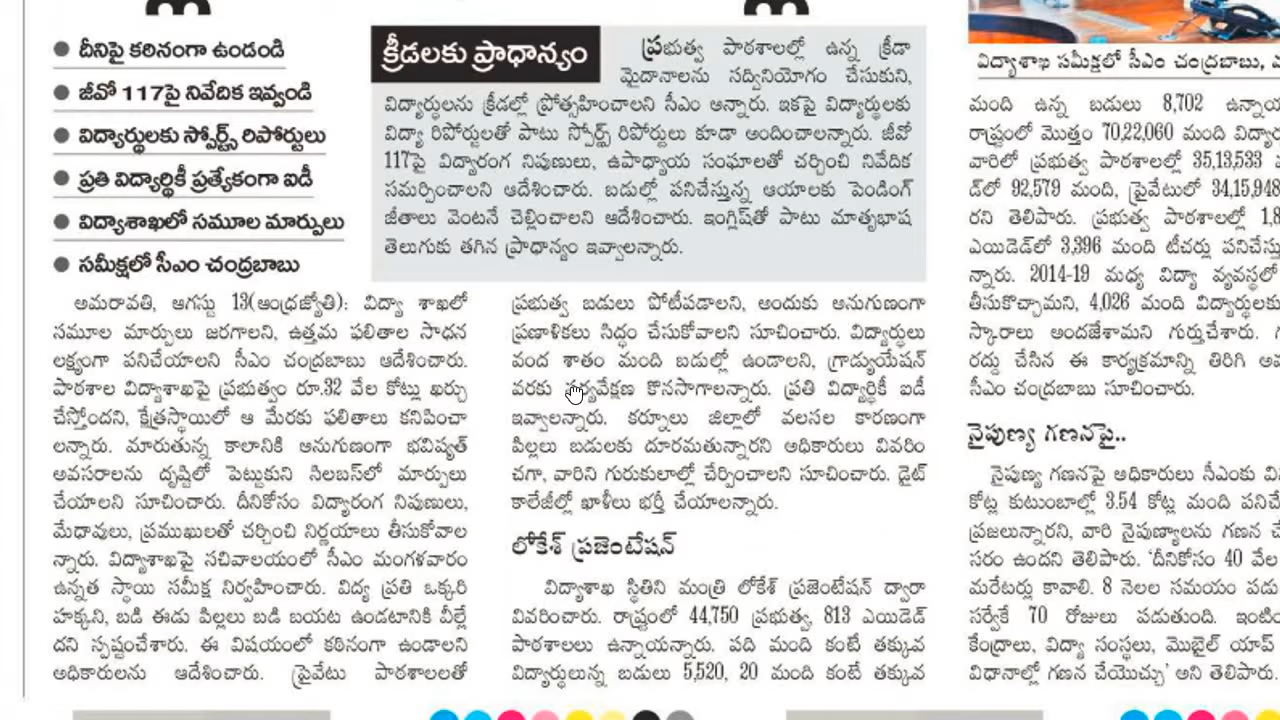 దీనిపై కఠినంగా ఉండండి
జీవో 117పై నివేదిక ఇవ్వండి
విద్యార్థులకు స్పోర్ట్స్ రిపోర్టులు
ప్రతి విద్యార్థికీ ప్రత్యేకంగా ఐడీ
విద్యాశాఖలో సమూల మార్పులు
సమీక్షలో సీఎం చంద్రబాబు
అమరావతి, ఆగస్టు 13(ఆంధ్రజ్యోతి): విద్యా శాఖలో
సమూల మార్పులు జరగాలని, ఉత్తమ ఫలితాల సాధన
లక్ష్యంగా పనిచేయాలని సీఎం చంద్రబాబు ఆదేశించారు.
పాఠశాల విద్యాశాఖపై ప్రభుత్వం రూ.32 వేల కోట్లు ఖర్చు
చేస్తోందని, క్షేత్రస్థాయిలో ఆ మేరకు ఫలితాలు కనిపించా
లన్నారు. మారుతున్న కాలానికి అనుగుణంగా భవిష్యత్
అవసరాలను దృష్టిలో పెట్టుకుని సిలబస్‌లో మార్పులు
చేయాలని సూచించారు. దీనికోసం విద్యారంగ నిపుణులు,
మేధావులు, ప్రముఖులతో చర్చించి నిర్ణయాలు తీసుకోవాల
న్నారు. విద్యాశాఖపై సచివాలయంలో సీఎం మంగళవారం
ఉన్నత స్థాయి సమీక్ష నిర్వహించారు. విద్య ప్రతి ఒక్కరి
హక్కని, బడి ఈడు పిల్లలు బడి బయట ఉండటానికి వీల్లే
దని స్పష్టంచేశారు. ఈ విషయంలో కఠినంగా ఉండాలని
అధికారులను ఆదేశించారు. ప్రైవేటు పాఠశాలలతో
క్రీడలకు ప్రాధాన్యం
ప్రభుత్వ పాఠశాలల్లో ఉన్న క్రీడా
మైదానాలను సద్వినియోగం చేసుకుని,
విద్యార్థులను క్రీడల్లో ప్రోత్సహించాలని సీఎం అన్నారు. ఇకపై విద్యార్థులకు
విద్యా రిపోర్టులతో పాటు స్పోర్ట్స్ రిపోర్టులు కూడా అందించాలన్నారు. జీవో
117పై విద్యారంగ నిపుణులు, ఉపాధ్యాయ సంఘాలతో చర్చించి నివేదిక
సమర్పించాలని ఆదేశించారు. బడుల్లో పనిచేస్తున్న ఆయాలకు పెండింగ్
జీతాలు వెంటనే చెల్లించాలని ఆదేశించారు. ఇంగ్లిష్‌తో పాటు మాతృభాష
తెలుగుకు తగిన ప్రాధాన్యం ఇవ్వాలన్నారు.
ప్రభుత్వ బడులు పోటీపడాలని, అందుకు అనుగుణంగా
ప్రణాళికలు సిద్ధం చేసుకోవాలని సూచించారు. విద్యార్థులు
వంద శాతం మంది బడుల్లో ఉండాలని, గ్రాడ్యుయేషన్
వరకు పర్యవేక్షణ కొనసాగాలన్నారు. ప్రతి విద్యార్థికీ ఐడీ
ఇవ్వాలన్నారు. కర్నూలు జిల్లాలో వలసల కారణంగా
పిల్లలు బడులకు దూరమతున్నారని అధికారులు వివరిం
చగా, వారిని గురుకులాల్లో చేర్పించాలని సూచించారు. డైట్
కాలేజీల్లో ఖాళీలు భర్తీ చేయాలన్నారు.
లోకేశ్ ప్రజెంటేషన్
విద్యాశాఖ స్థితిని మంత్రి లోకేశ్ ప్రజెంటేషన్ ద్వారా
వివరించారు. రాష్ట్రంలో 44,750 ప్రభుత్వ, 813 ఎయిడెడ్
పాఠశాలలు ఉన్నాయన్నారు. పది మంది కంటే తక్కువ
విద్యార్థులున్న బడులు 5,520, 20 మంది కంటే తక్కువ
విద్యాశాఖ సమీక్షలో సీఎం చంద్రబాబు,
మంది ఉన్న బడులు 8,702
రాష్ట్రంలో మొత్తం 70,22,060 మంది
వారిలో ప్రభుత్వ పాఠశాలల్లో 35,13,533
డ్‌లో 92,579 మంది, ప్రైవేటులో 34,15,948
రని తెలిపారు. ప్రభుత్వ పాఠశాలల్లో
ఎయిడెడ్‌లో 3,396 మంది టీచర్లు
న్నారు. 2014-19 మధ్య విద్యా వ్యవస్థలో
తీసుకొచ్చామని, 4,026 మంది విద్యార్థులకు
స్కారాలు అందజేశామని గుర్తుచేశారు.
రద్దు చేసిన ఈ కార్యక్రమాన్ని తిరిగి
సీఎం చంద్రబాబు సూచించారు.
నైపుణ్య గణనపై..
నైపుణ్య గణనపై అధికారులు సీఎంకు
కోట్ల కుటుంబాల్లో 3.54 కోట్ల మంది
ప్రజలున్నారని, వారి నైపుణ్యాలను గణన
సరం ఉందని తెలిపారు. 'దీనికోసం 40 వేల
మరేటర్లు కావాలి. 8 నెలల సమయం
సర్వేకే 70 రోజులు పడుతుంది.
కేంద్రాలు, విద్యా సంస్థలు, మొబైల్ యాప్
విధానాల్లో గణన చేయొచ్చు' అని తెలిపారు.